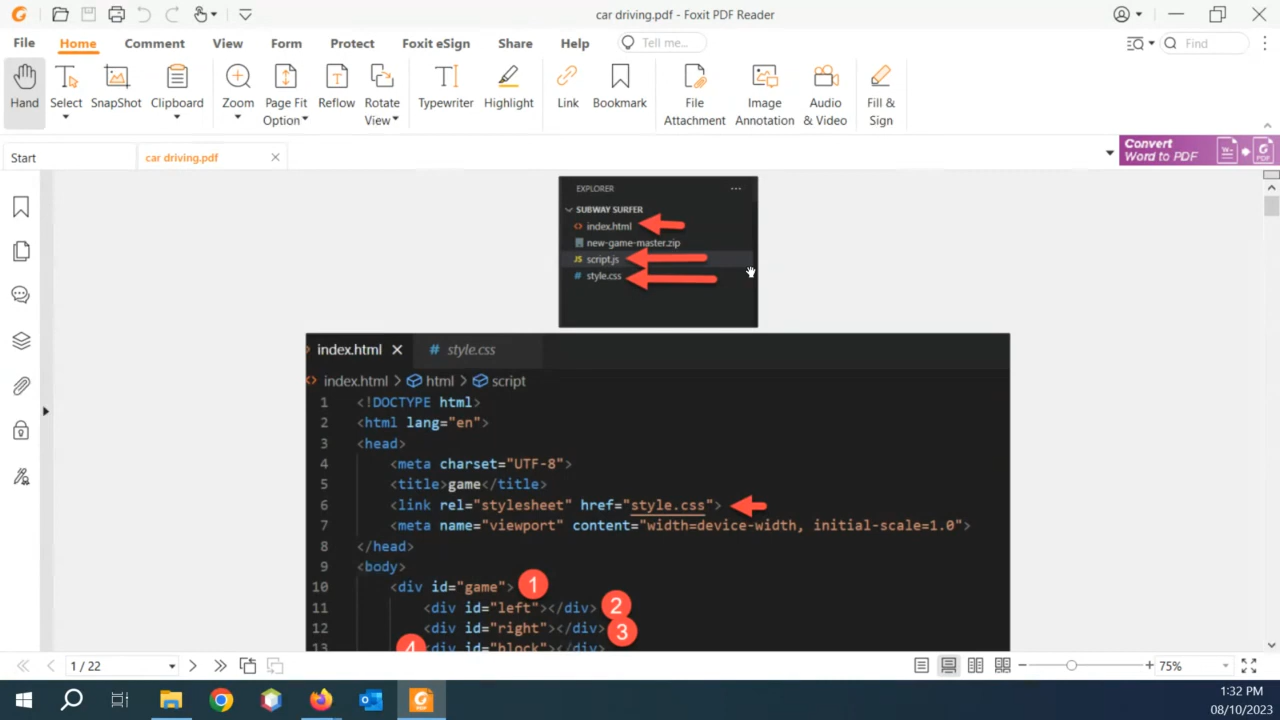 car driving.pdf - Foxit PDF Reader
File Home Comment View Form Protect Foxit eSign Share Help Tell me... Find
Hand Select SnapShot Clipboard Zoom Page Fit Option Reflow Rotate View Typewriter Highlight Link Bookmark File Attachment Image Annotation Audio & Video Fill & Sign
Start car driving.pdf
Convert
Word to PDF
EXPLORER ...
SUBWAY SURFER
<> index.html
new-game-master.zip
JS script.js
# style.css
index.html # style.css
<> index.html > html > script
1 <!DOCTYPE html>
2 <html lang="en">
3 <head>
4 <meta charset="UTF-8">
5 <title>game</title>
6 <link rel="stylesheet" href="style.css">
7 <meta name="viewport" content="width=device-width, initial-scale=1.0">
8 </head>
9 <body>
10 <div id="game"> 1
11 <div id="left"></div> 2
12 <div id="right"></div> 3
13 4 <div id="block"></div>
1 / 22 75%
1:32 PM
08/10/2023